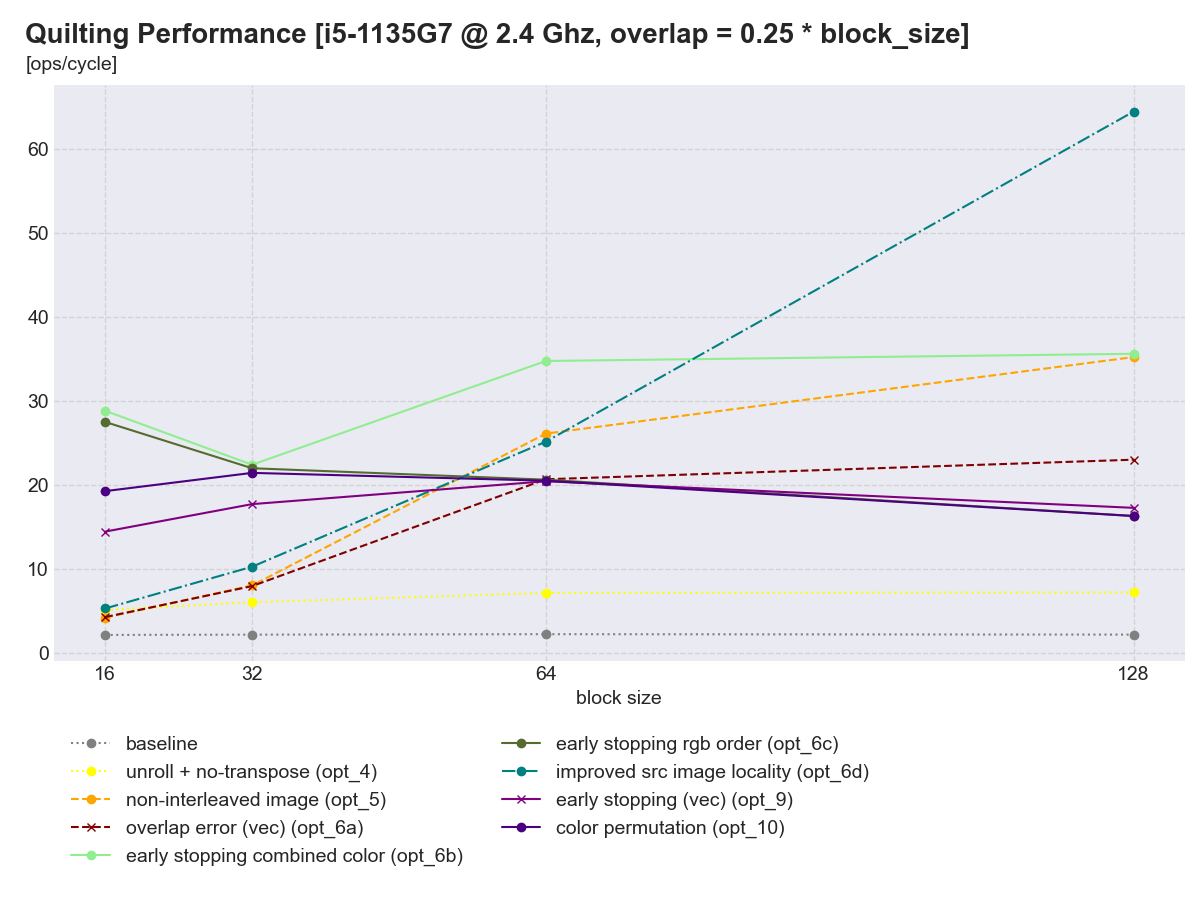 Quilting Performance [i5-1135G7 @ 2.4 Ghz, overlap = 0.25 * block_size]
[ops/cycle]
60
50
40
30
20
10
0
16 32 64 128
block size
baseline
unroll + no-transpose (opt_4)
non-interleaved image (opt_5)
overlap error (vec) (opt_6a)
early stopping combined color (opt_6b)
early stopping rgb order (opt_6c)
improved src image locality (opt_6d)
early stopping (vec) (opt_9)
color permutation (opt_10)